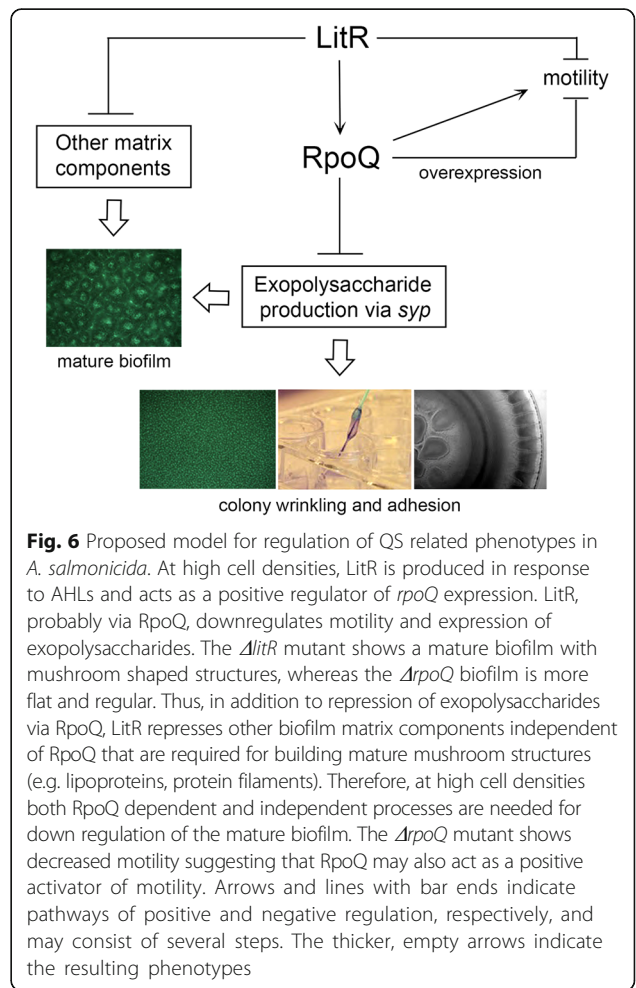 LitR
motility
Other matrix
components
RpoQ
overexpression
Exopolysaccharide
production via syp
mature biofilm
colony wrinkling and adhesion
Fig. 6 Proposed model for regulation of QS related phenotypes in
A. salmonicida. At high cell densities, LitR is produced in response
to AHLs and acts as a positive regulator of rpoQ expression. LitR,
probably via RpoQ, downregulates motility and expression of
exopolysaccharides. The ΔlitR mutant shows a mature biofilm with
mushroom shaped structures, whereas the ΔrpoQ biofilm is more
flat and regular. Thus, in addition to repression of exopolysaccharides
via RpoQ, LitR represses other biofilm matrix components independent
of RpoQ that are required for building mature mushroom structures
(e.g. lipoproteins, protein filaments). Therefore, at high cell densities
both RpoQ dependent and independent processes are needed for
down regulation of the mature biofilm. The ΔrpoQ mutant shows
decreased motility suggesting that RpoQ may also act as a positive
activator of motility. Arrows and lines with bar ends indicate
pathways of positive and negative regulation, respectively, and
may consist of several steps. The thicker, empty arrows indicate
the resulting phenotypes